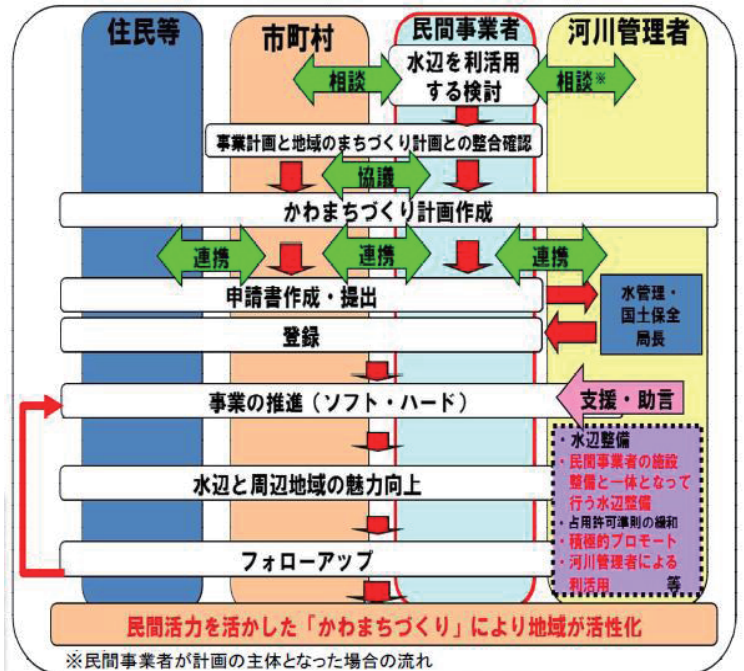 住民等
市町村
民間事業者
河川管理者
相談
水辺を利活用
する検討
相談※
事業計画と地域のまちづくり計画との整合確認
協議
かわまちづくり計画作成
連携
連携
連携
申請書作成・提出
水管理・
国土保全
局長
登録
事業の推進（ソフト・ハード）
支援・助言
・水辺整備
・民間事業者の施設
整備と一体となって
行う水辺整備
・占用許可準則の緩和
・積極的プロモート
・河川管理者による
利活用 等
水辺と周辺地域の魅力向上
フォローアップ
民間活力を活かした「かわまちづくり」により地域が活性化
※民間事業者が計画の主体となった場合の流れ